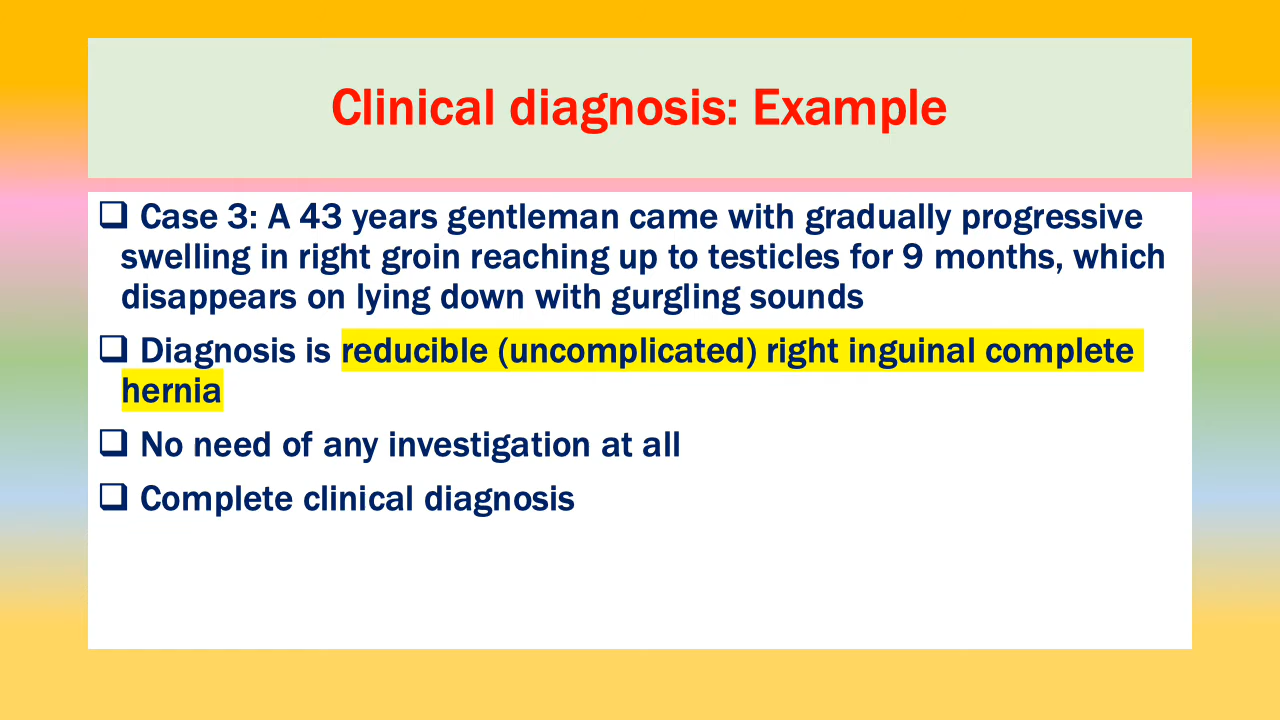 Clinical diagnosis: Example
❑ Case 3: A 43 years gentleman came with gradually progressive
swelling in right groin reaching up to testicles for 9 months, which
disappears on lying down with gurgling sounds
❑ Diagnosis is reducible (uncomplicated) right inguinal complete
hernia
❑ No need of any investigation at all
❑ Complete clinical diagnosis